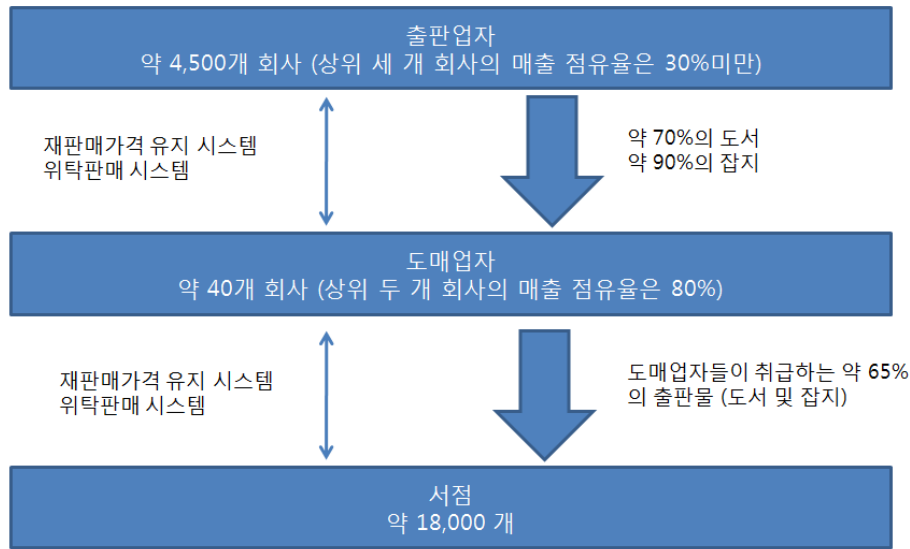 출판업자
약 4,500개 회사 (상위 세 개 회사의 매출 점유율은 30%미만)
재판매가격 유지 시스템
위탁판매 시스템
약 70%의 도서
약 90%의 잡지
도매업자
약 40개 회사 (상위 두 개 회사의 매출 점유율은 80%)
재판매가격 유지 시스템
위탁판매 시스템
도매업자들이 취급하는 약 65%
의 출판물 (도서 및 잡지)
서점
약 18,000 개